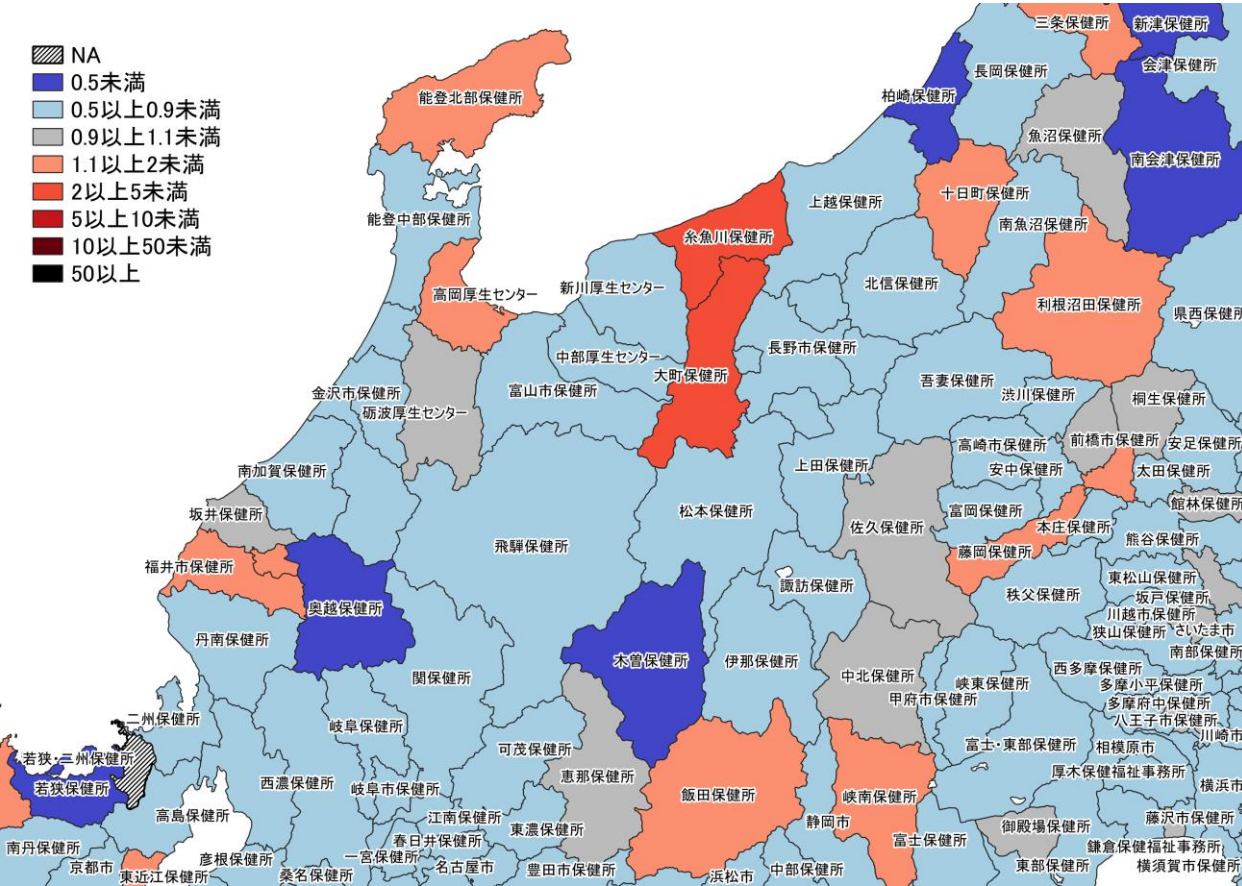 NA
0.5未満
0.5以上0.9未満
0.9以上1.1未満
1.1以上2未満
2以上5未満
5以上10未満
10以上50未満
50以上
三条保健所
新津保健所
会津保健所
長岡保健所
柏崎保健所
能登北部保健所
魚沼保健所
南会津保健所
十日町保健所
上越保健所
能登中部保健所
南魚沼保健所
糸魚川保健所
北信保健所
新川厚生センター
高岡厚生センター
利根沼田保健所
県西保健所
長野市保健所
中部厚生センター
大町保健所
吾妻保健所
金沢市保健所
富山市保健所
渋川保健所
桐生保健所
砺波厚生センター
前橋市保健所
安足保健所
高崎市保健所
南加賀保健所
上田保健所
安中保健所
太田保健所
館林保健所
坂井保健所
松本保健所
富岡保健所
佐久保健所
本庄保健所
熊谷保健所
飛騨保健所
藤岡保健所
福井市保健所
東松山保健所
諏訪保健所
秩父保健所
坂戸保健所
奥越保健所
川越市保健所
狭山保健所
さいたま市
丹南保健所
南部保健所
木曽保健所
伊那保健所
西多摩保健所
関保健所
中北保健所
峡東保健所
多摩小平保健所
甲府市保健所
多摩府中保健所
二州保健所
岐阜保健所
八王子市保健所
川崎市
可茂保健所
富士・東部保健所
相模原市
若狭・二州保健所
恵那保健所
厚木保健福祉事務所
若狭保健所
西濃保健所
岐阜市保健所
飯田保健所
峡南保健所
横浜市
高島保健所
江南保健所
静岡市
藤沢市保健所
東濃保健所
御殿場保健所
春日井保健所
富士保健所
鎌倉保健福祉事務所
南丹保健所
一宮保健所
彦根保健所
京都市
名古屋市
豊田市保健所
中部保健所
東部保健所
横須賀市保健所
東近江保健所
桑名保健所
浜松市